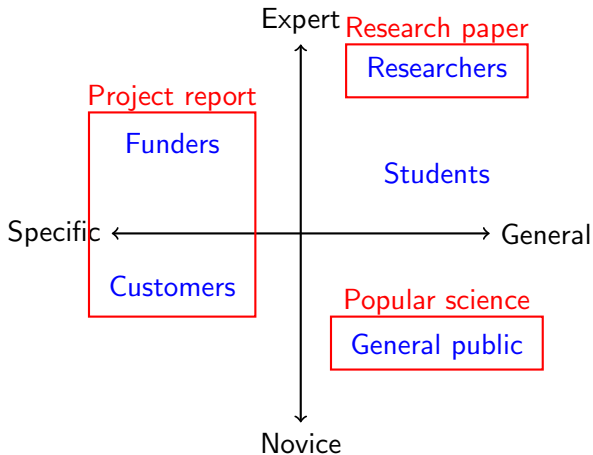 Expert
Research paper
Researchers
Project report
Funders
Students
Specific
General
Customers
Popular science
General public
Novice